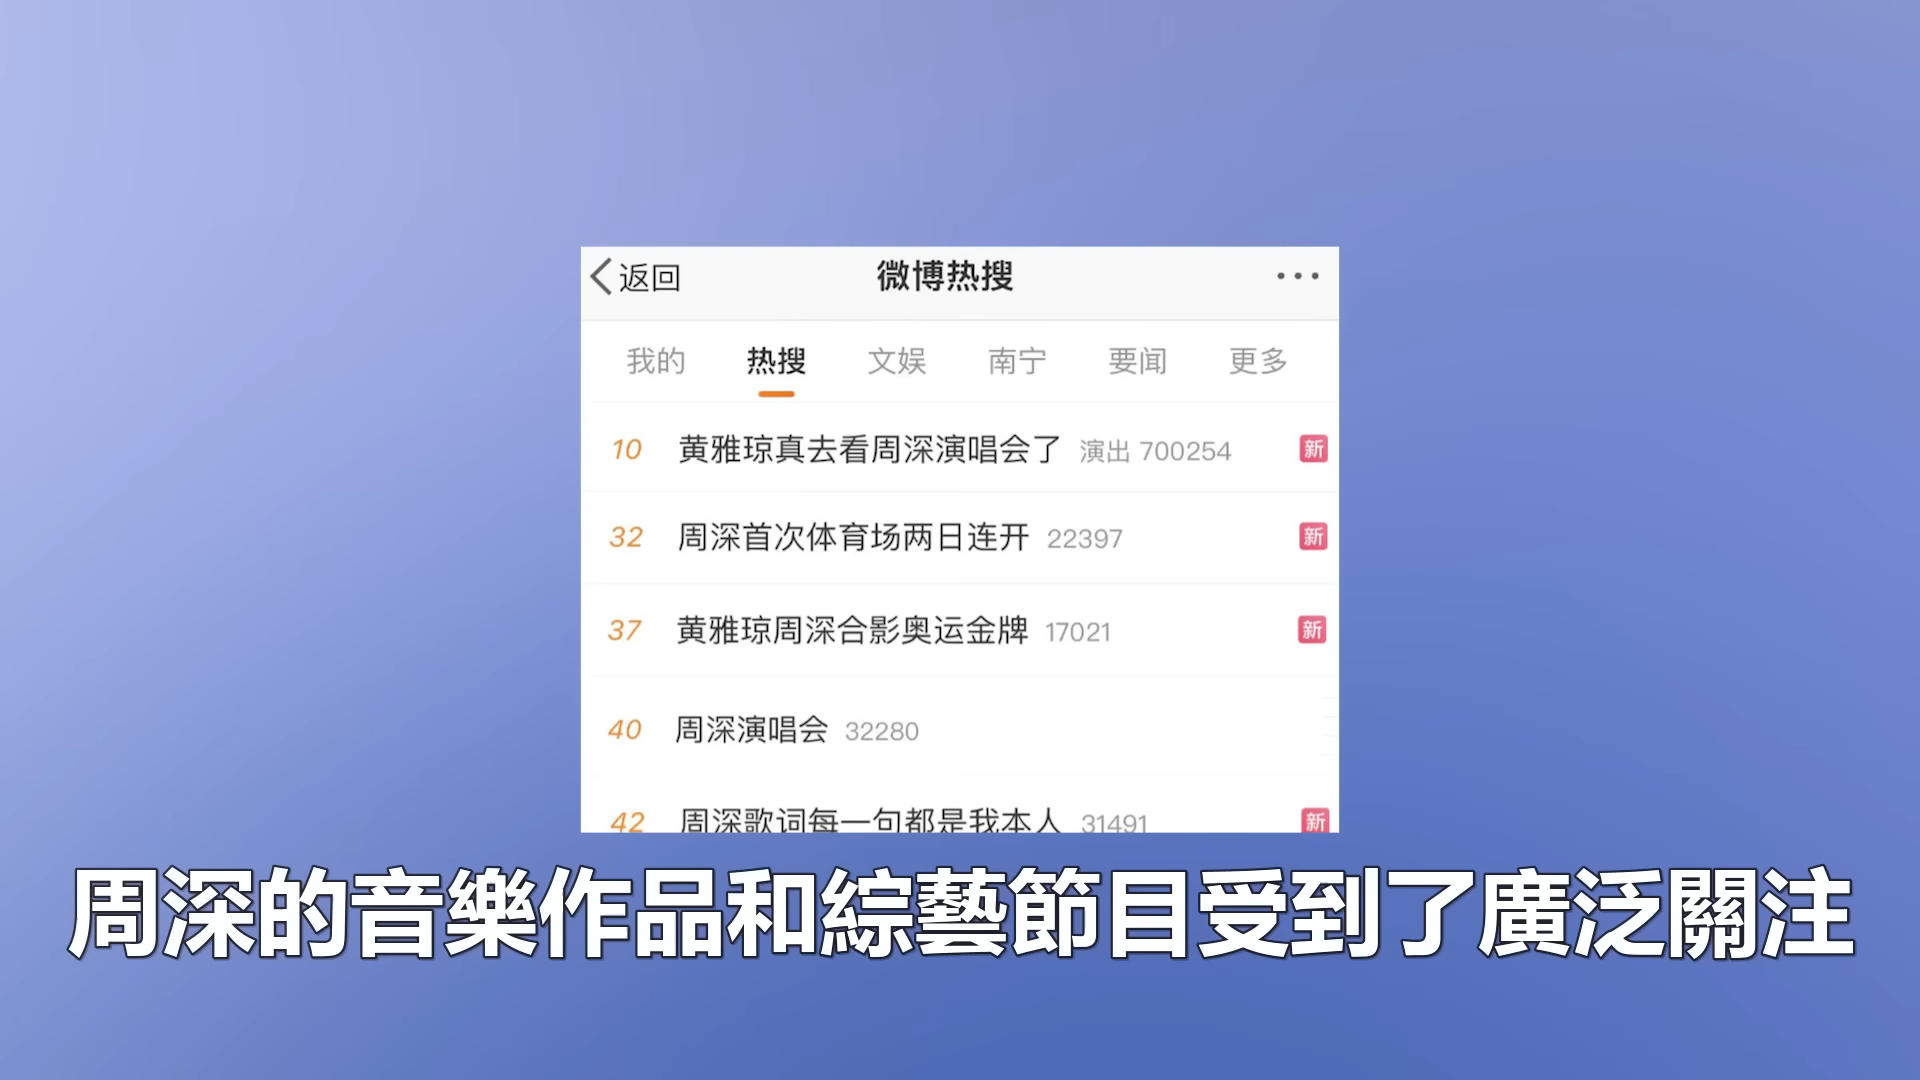 返回 微博热搜 •••
我的 热搜 文娱 南宁 要闻 更多
10 黄雅琼真去看周深演唱会了 演出 700254 新
32 周深首次体育场两日连开 22397 新
37 黄雅琼周深合影奥运金牌 17021 新
40 周深演唱会 32280
42 周深歌词每一句都是我本人 31491 新
周深的音樂作品和綜藝節目受到了廣泛關注